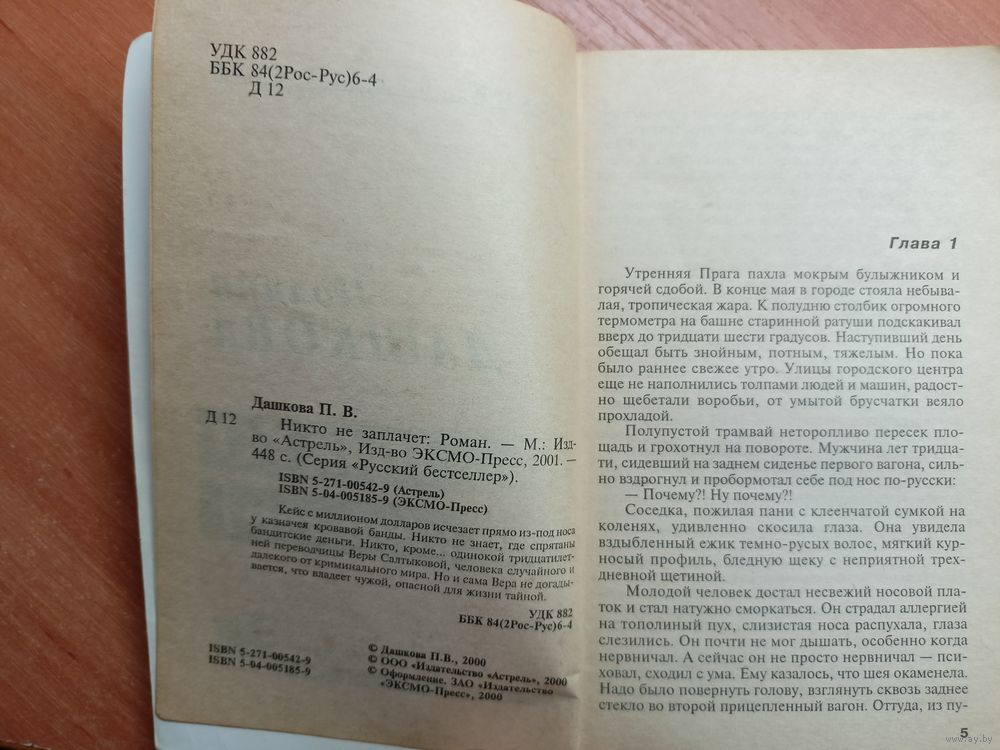 УДК 882
ББК 84(2Рос-Рус)6-4
Д 12
Дашкова П. В.
Д 12
Никто не заплачет: Роман. — М.: Изд-
во «Астрель», Изд-во ЭКСМО-Пресс, 2001. —
448 с. (Серия «Русский бестселлер»).
ISBN 5-271-00542-9 (Астрель)
ISBN 5-04-005185-9 (ЭКСМО-Пресс)
Кейс с миллионом долларов исчезает прямо из-под носа
у казначея кровавой банды. Никто не знает, где спрятаны
бандитские деньги. Никто, кроме... одинокой тридцатилет-
ней переводчицы Веры Салтыковой, человека случайного и
далекого от криминального мира. Но и сама Вера не догады-
вается, что владеет чужой, опасной для жизни тайной.
УДК 882
ББК 84(2Рос-Рус)6-4
ISBN 5-271-00542-9
ISBN 5-04-005185-9
© Дашкова П.В., 2000
© ООО «Издательство «Астрель», 2000
© Оформление. ЗАО «Издательство
«ЭКСМО-Пресс», 2000
Глава 1
Утренняя Прага пахла мокрым булыжником и
горячей сдобой. В конце мая в городе стояла небыва-
лая, тропическая жара. К полудню столбик огромного
термометра на башне старинной ратуши подскакивал
вверх до тридцати шести градусов. Наступивший день
обещал быть знойным, потным, тяжелым. Но пока
было раннее свежее утро. Улицы городского центра
еще не наполнились толпами людей и машин, радост-
но щебетали воробьи, от умытой брусчатки веяло
прохладой.
Полупустой трамвай неторопливо пересек пло-
щадь и грохотнул на повороте. Мужчина лет тридца-
ти, сидевший на заднем сиденье первого вагона, силь-
но вздрогнул и пробормотал себе под нос по-русски:
— Почему?! Ну почему?!
Соседка, пожилая пани с клеенчатой сумкой на
коленях, удивленно скосила глаза. Она увидела
вздыбленный ежик темно-русых волос, мягкий кур-
носый профиль, бледную щеку с неприятной трех-
дневной щетиной.
Молодой человек достал несвежий носовой пла-
ток и стал натужно сморкаться. Он страдал аллергией
на тополиный пух, слизистая носа распухала, глаза
слезились. Он почти не мог дышать, особенно когда
нервничал. А сейчас он не просто нервничал — пси-
ховал, сходил с ума. Ему казалось, что шея окаменела.
Надо было повернуть голову, взглянуть сквозь заднее
стекло во второй прицепленный вагон. Оттуда, из пу-
5
www.ay.by